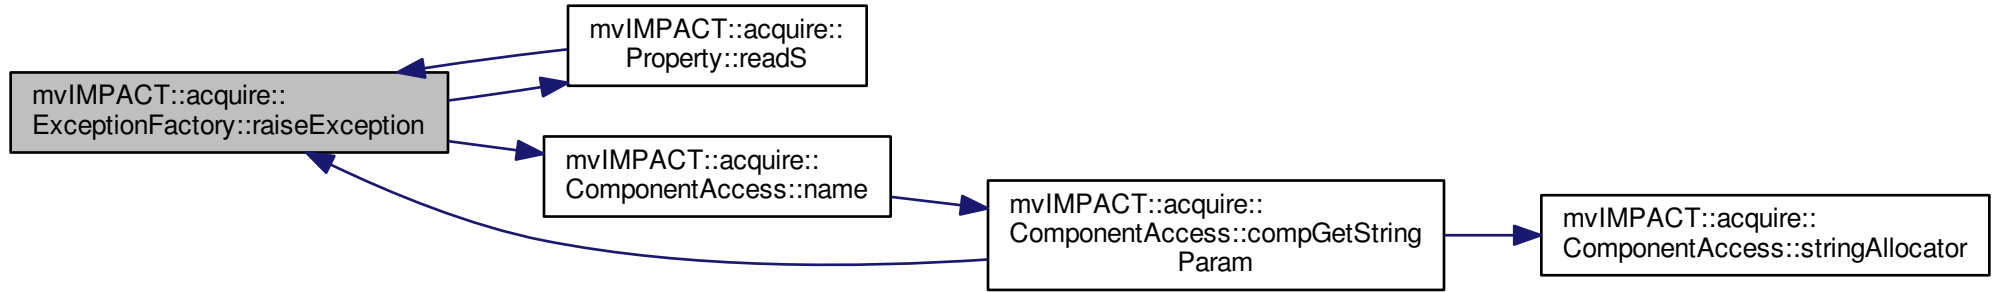 mvIMPACT::acquire::
ExceptionFactory::raiseException
mvIMPACT::acquire::
Property::readS
mvIMPACT::acquire::
ComponentAccess::name
mvIMPACT::acquire::
ComponentAccess::compGetString
Param
mvIMPACT::acquire::
ComponentAccess::stringAllocator